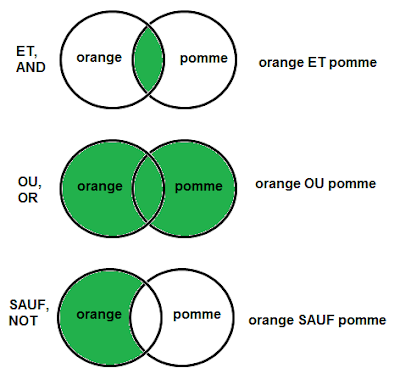 ET,
AND
orange
pomme
orange ET pomme
OU,
OR
orange
pomme
orange OU pomme
SAUF,
NOT
orange
pomme
orange SAUF pomme